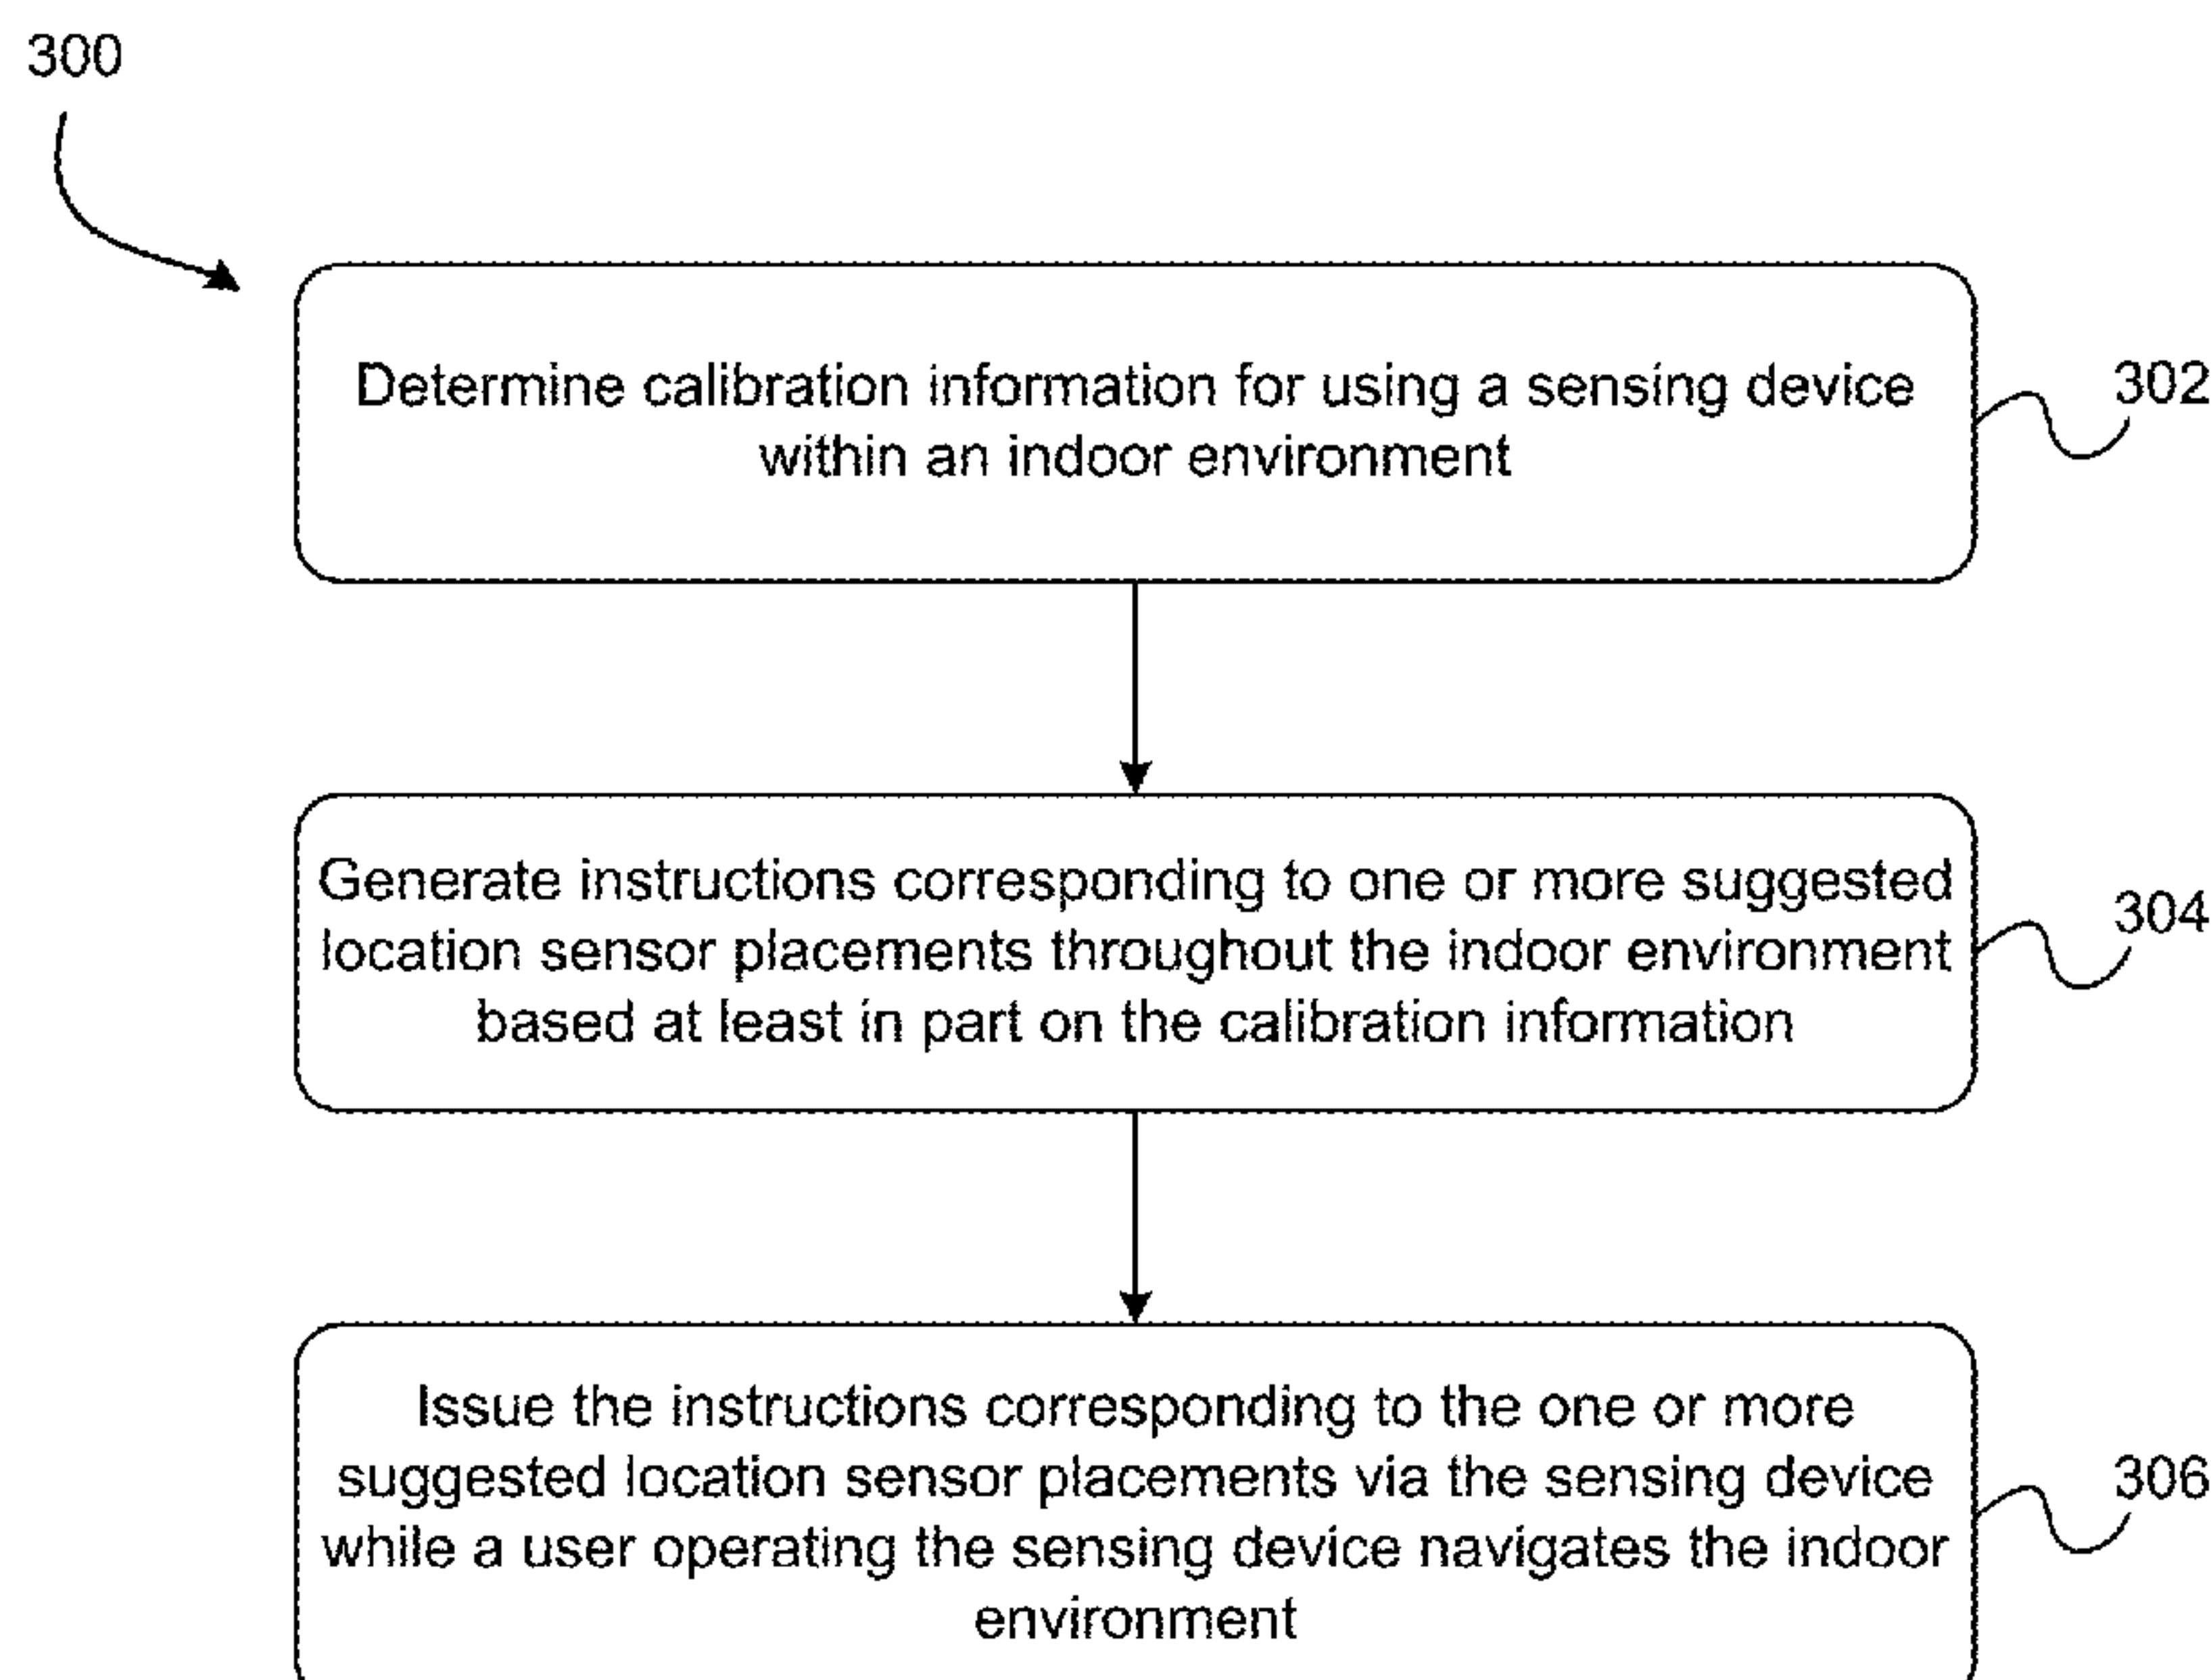 300
Determine calibration information for using a sensing device
within an indoor environment
302
Generate instructions corresponding to one or more suggested
location sensor placements throughout the indoor environment
based at least in part on the calibration information
304
Issue the instructions corresponding to the one or more
suggested location sensor placements via the sensing device
while a user operating the sensing device navigates the indoor
environment
306